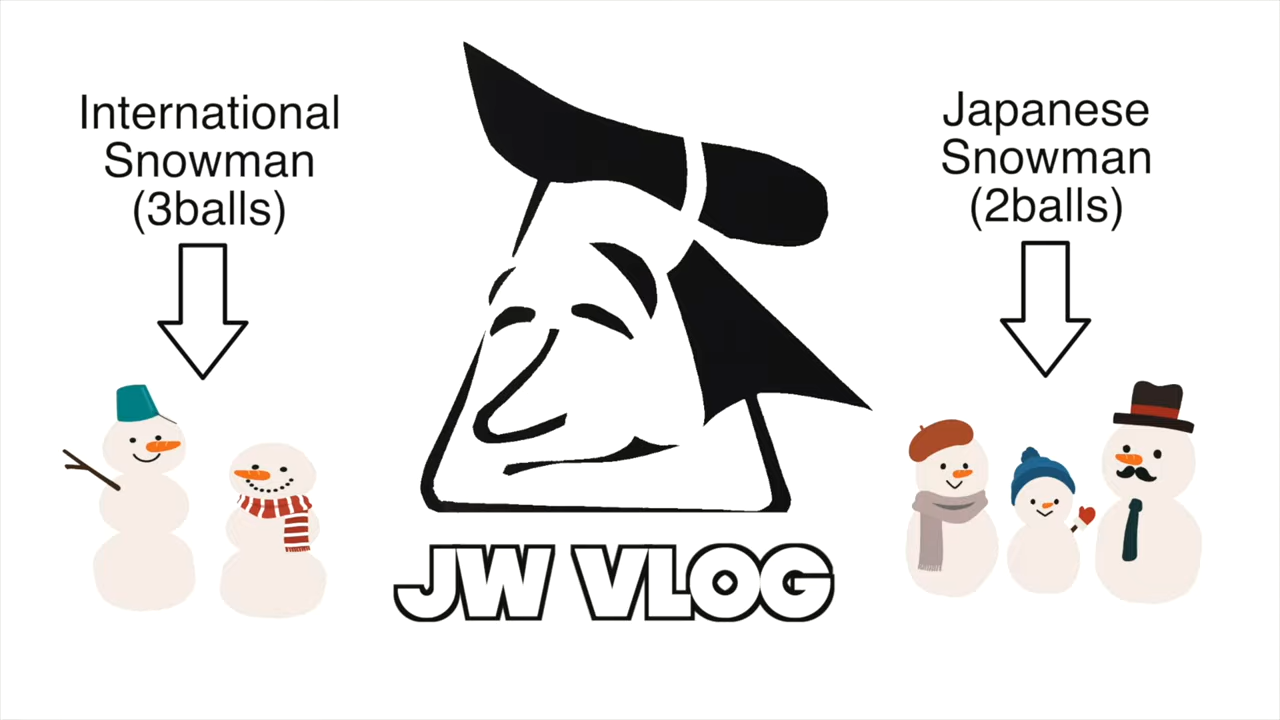 International
Snowman
(3balls)
JW VLOG
Japanese
Snowman
(2balls)